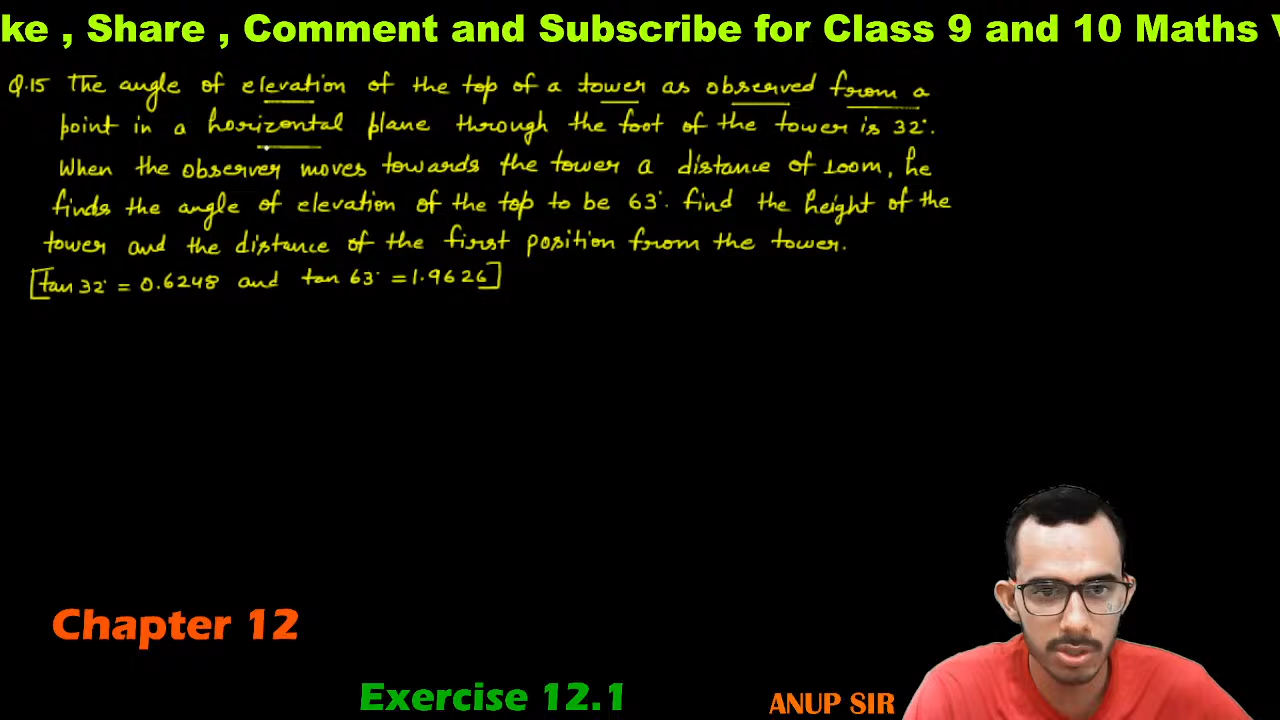 ke , Share , Comment and Subscribe for Class 9 and 10 Maths V
Q.15 The angle of elevation of the top of a tower as observed from a
point in a horizontal plane through the foot of the tower is 32°.
When the observer moves towards the tower a distance of 100m, he
finds the angle of elevation of the top to be 63°. find the height of the
tower and the distance of the first position from the tower.
[tan 32° = 0.6248 and tan 63° = 1.9626]
Chapter 12
Exercise 12.1
ANUP SIR